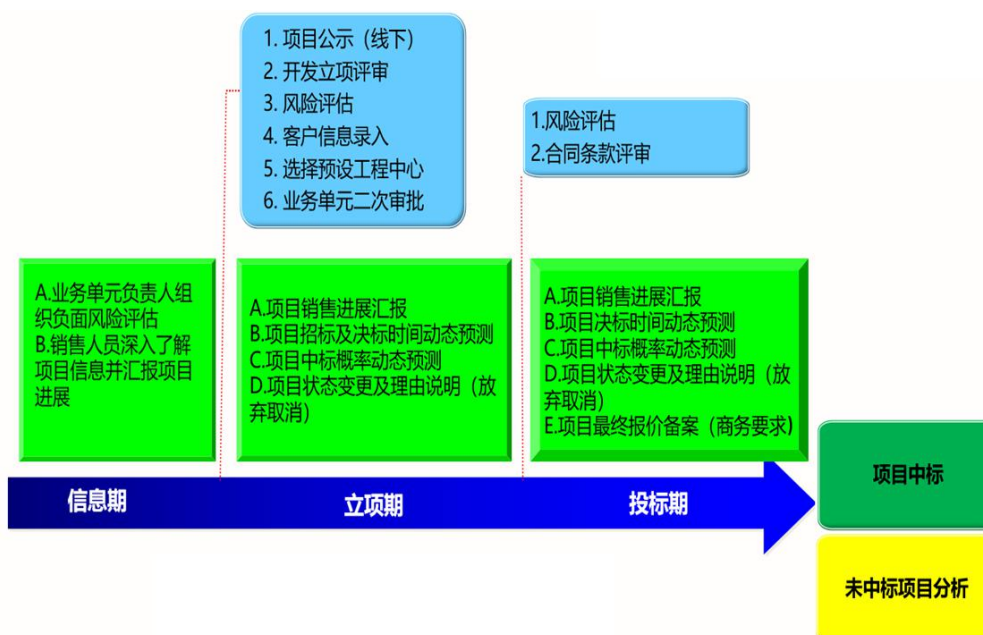 1. 项目公示（线下）
2. 开发立项评审
3. 风险评估
4. 客户信息录入
5. 选择预设工程中心
6. 业务单元二次审批
1.风险评估
2.合同条款评审
A.业务单元负责人组
织负面风险评估
B.销售人员深入了解
项目信息并汇报项目
进展
A.项目销售进展汇报
B.项目招标及决标时间动态预测
C.项目中标概率动态预测
D.项目状态变更及理由说明（放
弃取消）
A.项目销售进展汇报
B.项目决标时间动态预测
C.项目中标概率动态预测
D.项目状态变更及理由说明（放
弃取消）
E.项目最终报价备案（商务要求）
信息期
立项期
投标期
项目中标
未中标项目分析